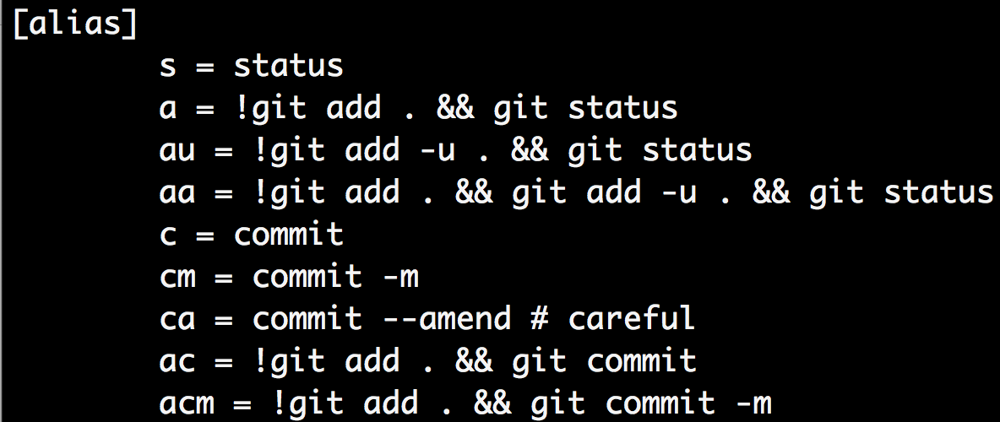 [alias]
s = status
a = !git add . && git status
au = !git add -u . && git status
aa = !git add . && git add -u . && git status
c = commit
cm = commit -m
ca = commit --amend # careful
ac = !git add . && git commit
acm = !git add . && git commit -m